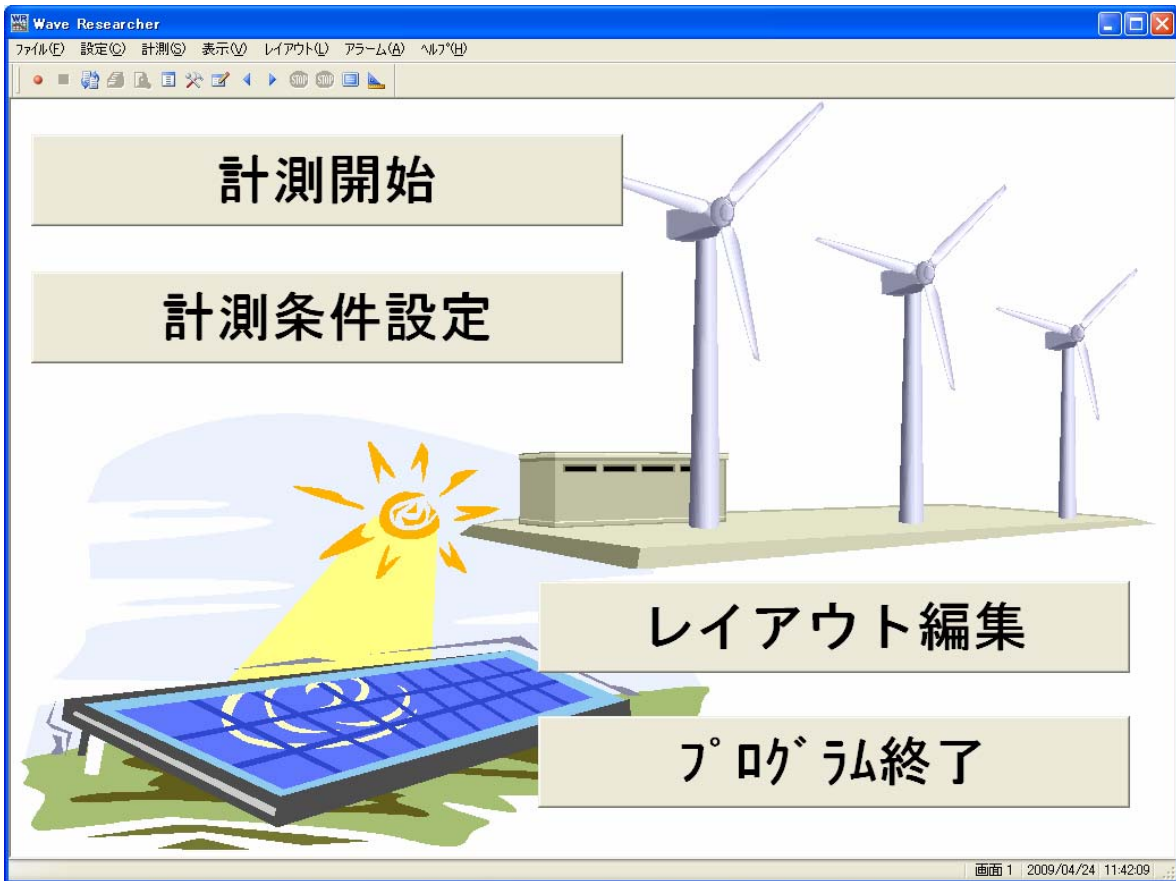 Wave Researcher
ﾌｧｲﾙ(F) 設定(C) 計測(S) 表示(V) ﾚｲｱｳﾄ(L) ｱﾗｰﾑ(A) ﾍﾙﾌﾟ(H)
STOP STOP
計測開始
計測条件設定
レイアウト編集
ﾌﾟﾛｸﾞﾗﾑ終了
画面 1 2009/04/24 11:42:09